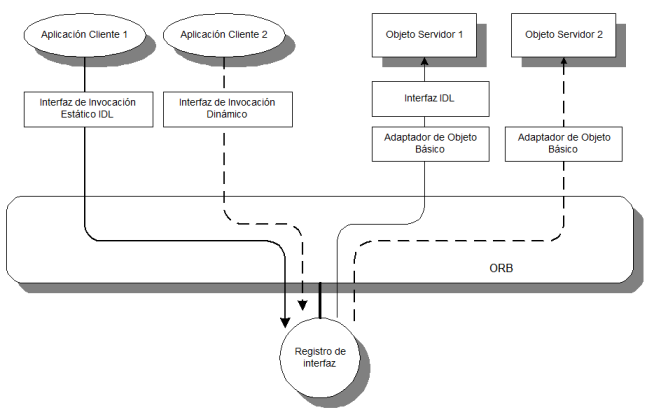 Aplicación Cliente 1
Aplicación Cliente 2
Objeto Servidor 1
Objeto Servidor 2
Interfaz de Invocación
Estático IDL
Interfaz de Invocación
Dinámico
Interfaz IDL
Adaptador de Objeto
Básico
Adaptador de Objeto
Básico
ORB
Registro de
interfaz